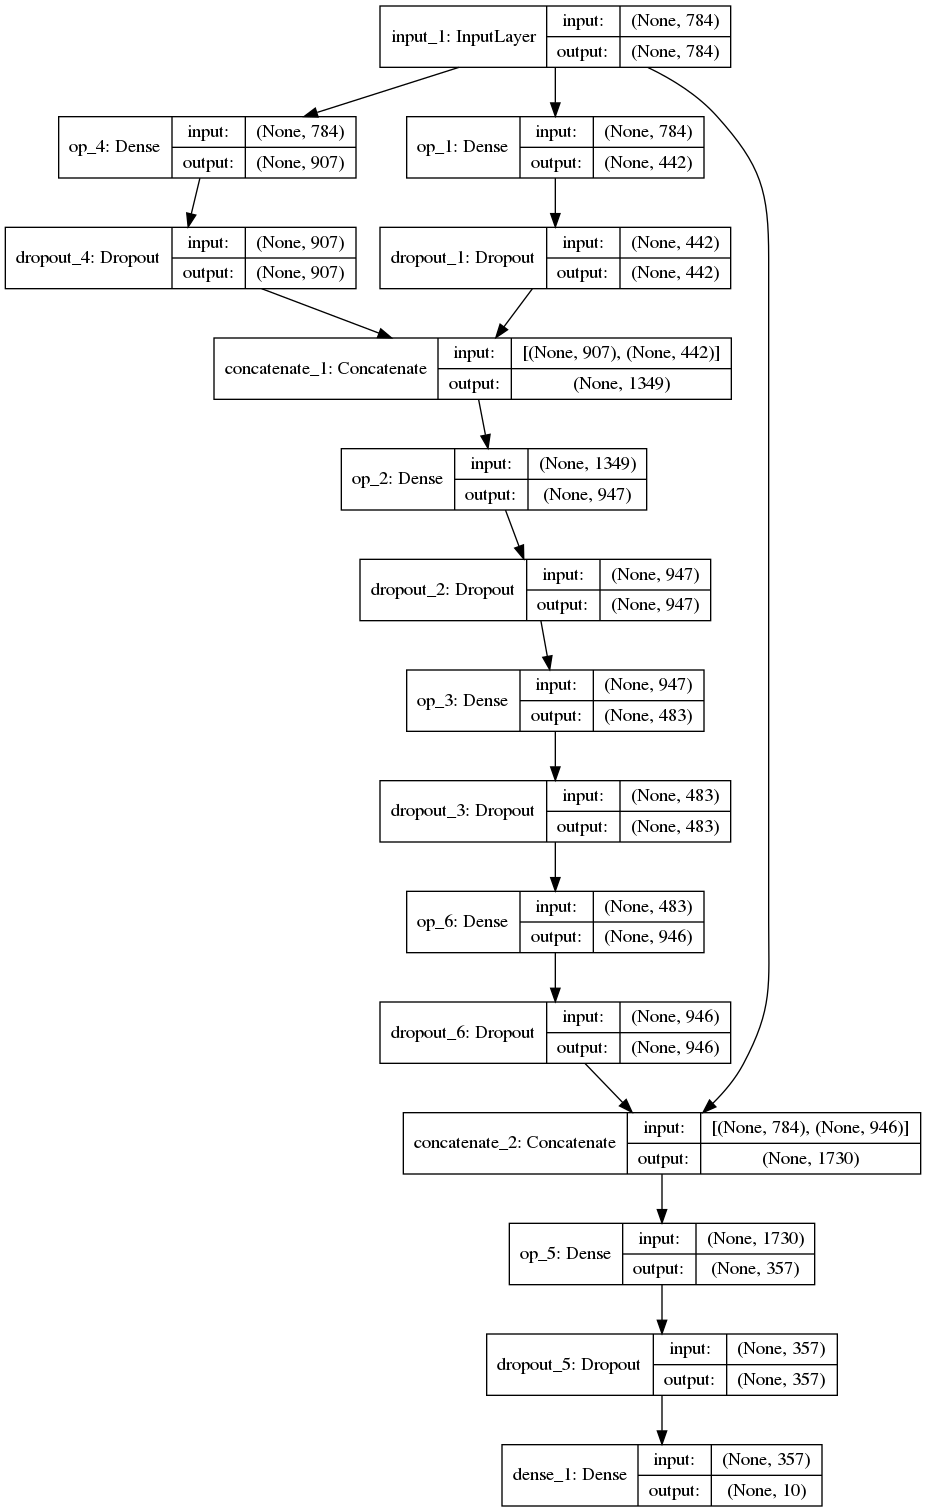 input_1: InputLayer
input: (None, 784)
output: (None, 784)
op_4: Dense
input: (None, 784)
output: (None, 907)
op_1: Dense
input: (None, 784)
output: (None, 442)
dropout_4: Dropout
input: (None, 907)
output: (None, 907)
dropout_1: Dropout
input: (None, 442)
output: (None, 442)
concatenate_1: Concatenate
input: [(None, 907), (None, 442)]
output: (None, 1349)
op_2: Dense
input: (None, 1349)
output: (None, 947)
dropout_2: Dropout
input: (None, 947)
output: (None, 947)
op_3: Dense
input: (None, 947)
output: (None, 483)
dropout_3: Dropout
input: (None, 483)
output: (None, 483)
op_6: Dense
input: (None, 483)
output: (None, 946)
dropout_6: Dropout
input: (None, 946)
output: (None, 946)
concatenate_2: Concatenate
input: [(None, 784), (None, 946)]
output: (None, 1730)
op_5: Dense
input: (None, 1730)
output: (None, 357)
dropout_5: Dropout
input: (None, 357)
output: (None, 357)
dense_1: Dense
input: (None, 357)
output: (None, 10)